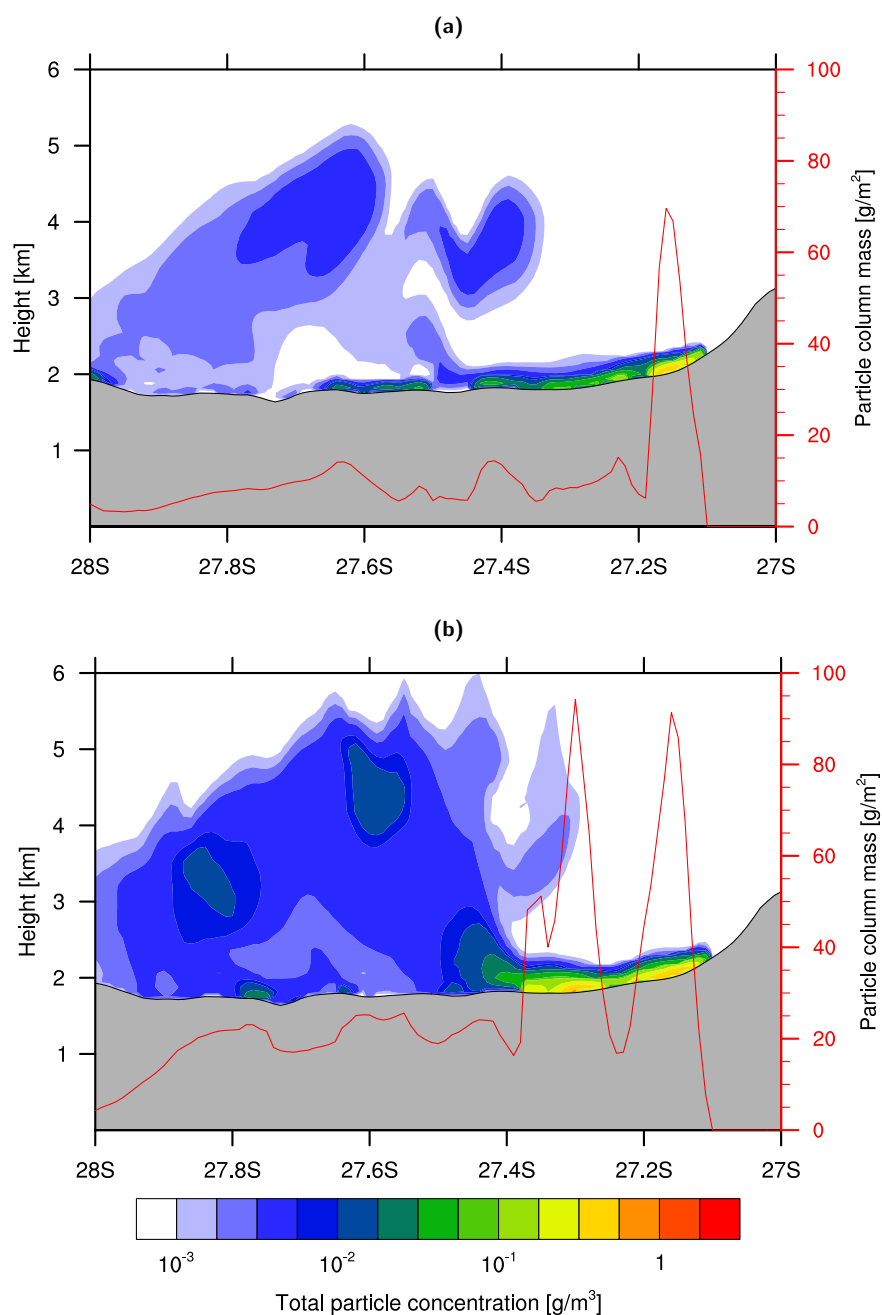 (a)
6
5
4
3
2
1
Height [km]
100
80
60
40
20
0
Particle column mass [g/m²]
28S 27.8S 27.6S 27.4S 27.2S 27S
(b)
6
5
4
3
2
1
Height [km]
100
80
60
40
20
0
Particle column mass [g/m²]
28S 27.8S 27.6S 27.4S 27.2S 27S
10⁻³ 10⁻² 10⁻¹ 1
Total particle concentration [g/m³]